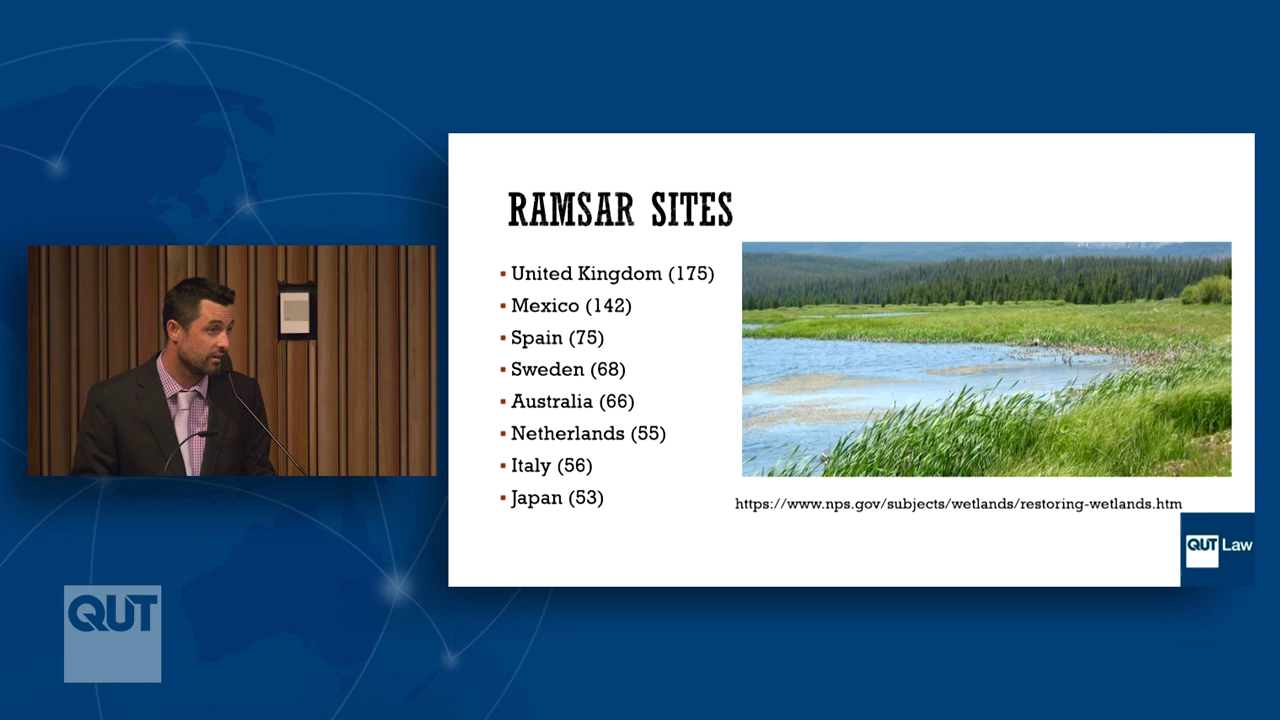 RAMSAR SITES
▪ United Kingdom (175)
▪ Mexico (142)
▪ Spain (75)
▪ Sweden (68)
▪ Australia (66)
▪ Netherlands (55)
▪ Italy (56)
▪ Japan (53)
https://www.nps.gov/subjects/wetlands/restoring-wetlands.htm
QUT Law
QUT